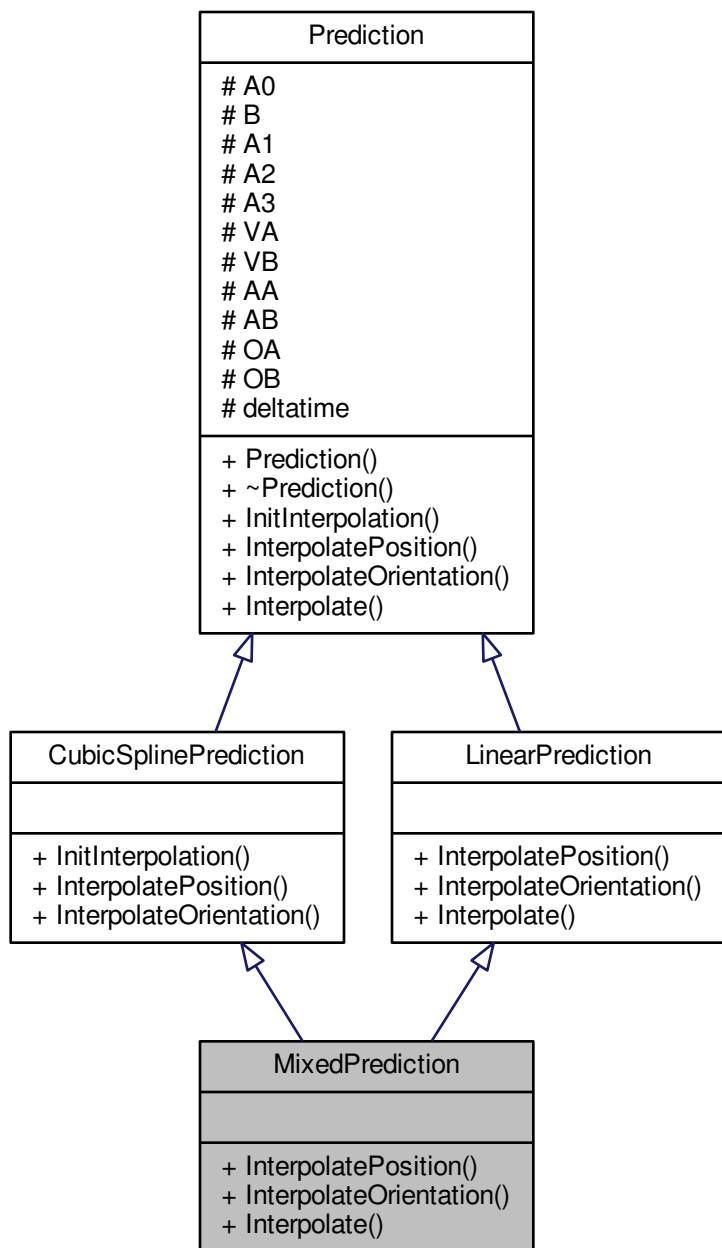 Prediction
# A0
# B
# A1
# A2
# A3
# VA
# VB
# AA
# AB
# OA
# OB
# deltatime
+ Prediction()
+ ~Prediction()
+ InitInterpolation()
+ InterpolatePosition()
+ InterpolateOrientation()
+ Interpolate()
CubicSplinePrediction
+ InitInterpolation()
+ InterpolatePosition()
+ InterpolateOrientation()
LinearPrediction
+ InterpolatePosition()
+ InterpolateOrientation()
+ Interpolate()
MixedPrediction
+ InterpolatePosition()
+ InterpolateOrientation()
+ Interpolate()